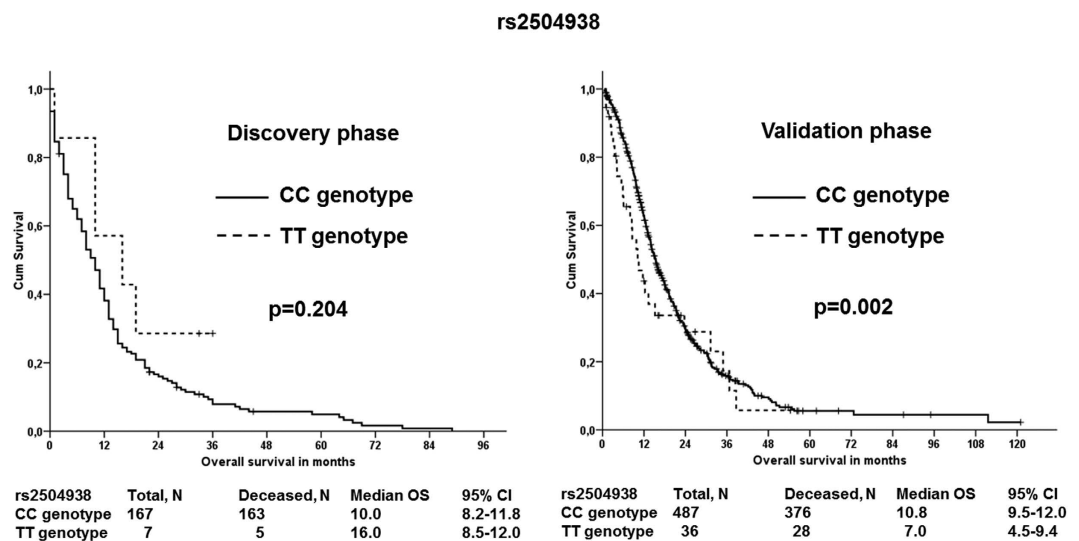 rs2504938
Discovery phase
CC genotype
TT genotype
p=0.204
Cum Survival
1,0
0,8
0,6
0,4
0,2
0,0
0 12 24 36 48 60 72 84 96
Overall survival in months
rs2504938 Total, N Deceased, N Median OS 95% CI
CC genotype 167 163 10.0 8.2-11.8
TT genotype 7 5 16.0 8.5-12.0
Validation phase
CC genotype
TT genotype
p=0.002
Cum Survival
1,0
0,8
0,6
0,4
0,2
0,0
0 12 24 36 48 60 72 84 96 108 120
Overall survival in months
rs2504938 Total, N Deceased, N Median OS 95% CI
CC genotype 487 376 10.8 9.5-12.0
TT genotype 36 28 7.0 4.5-9.4